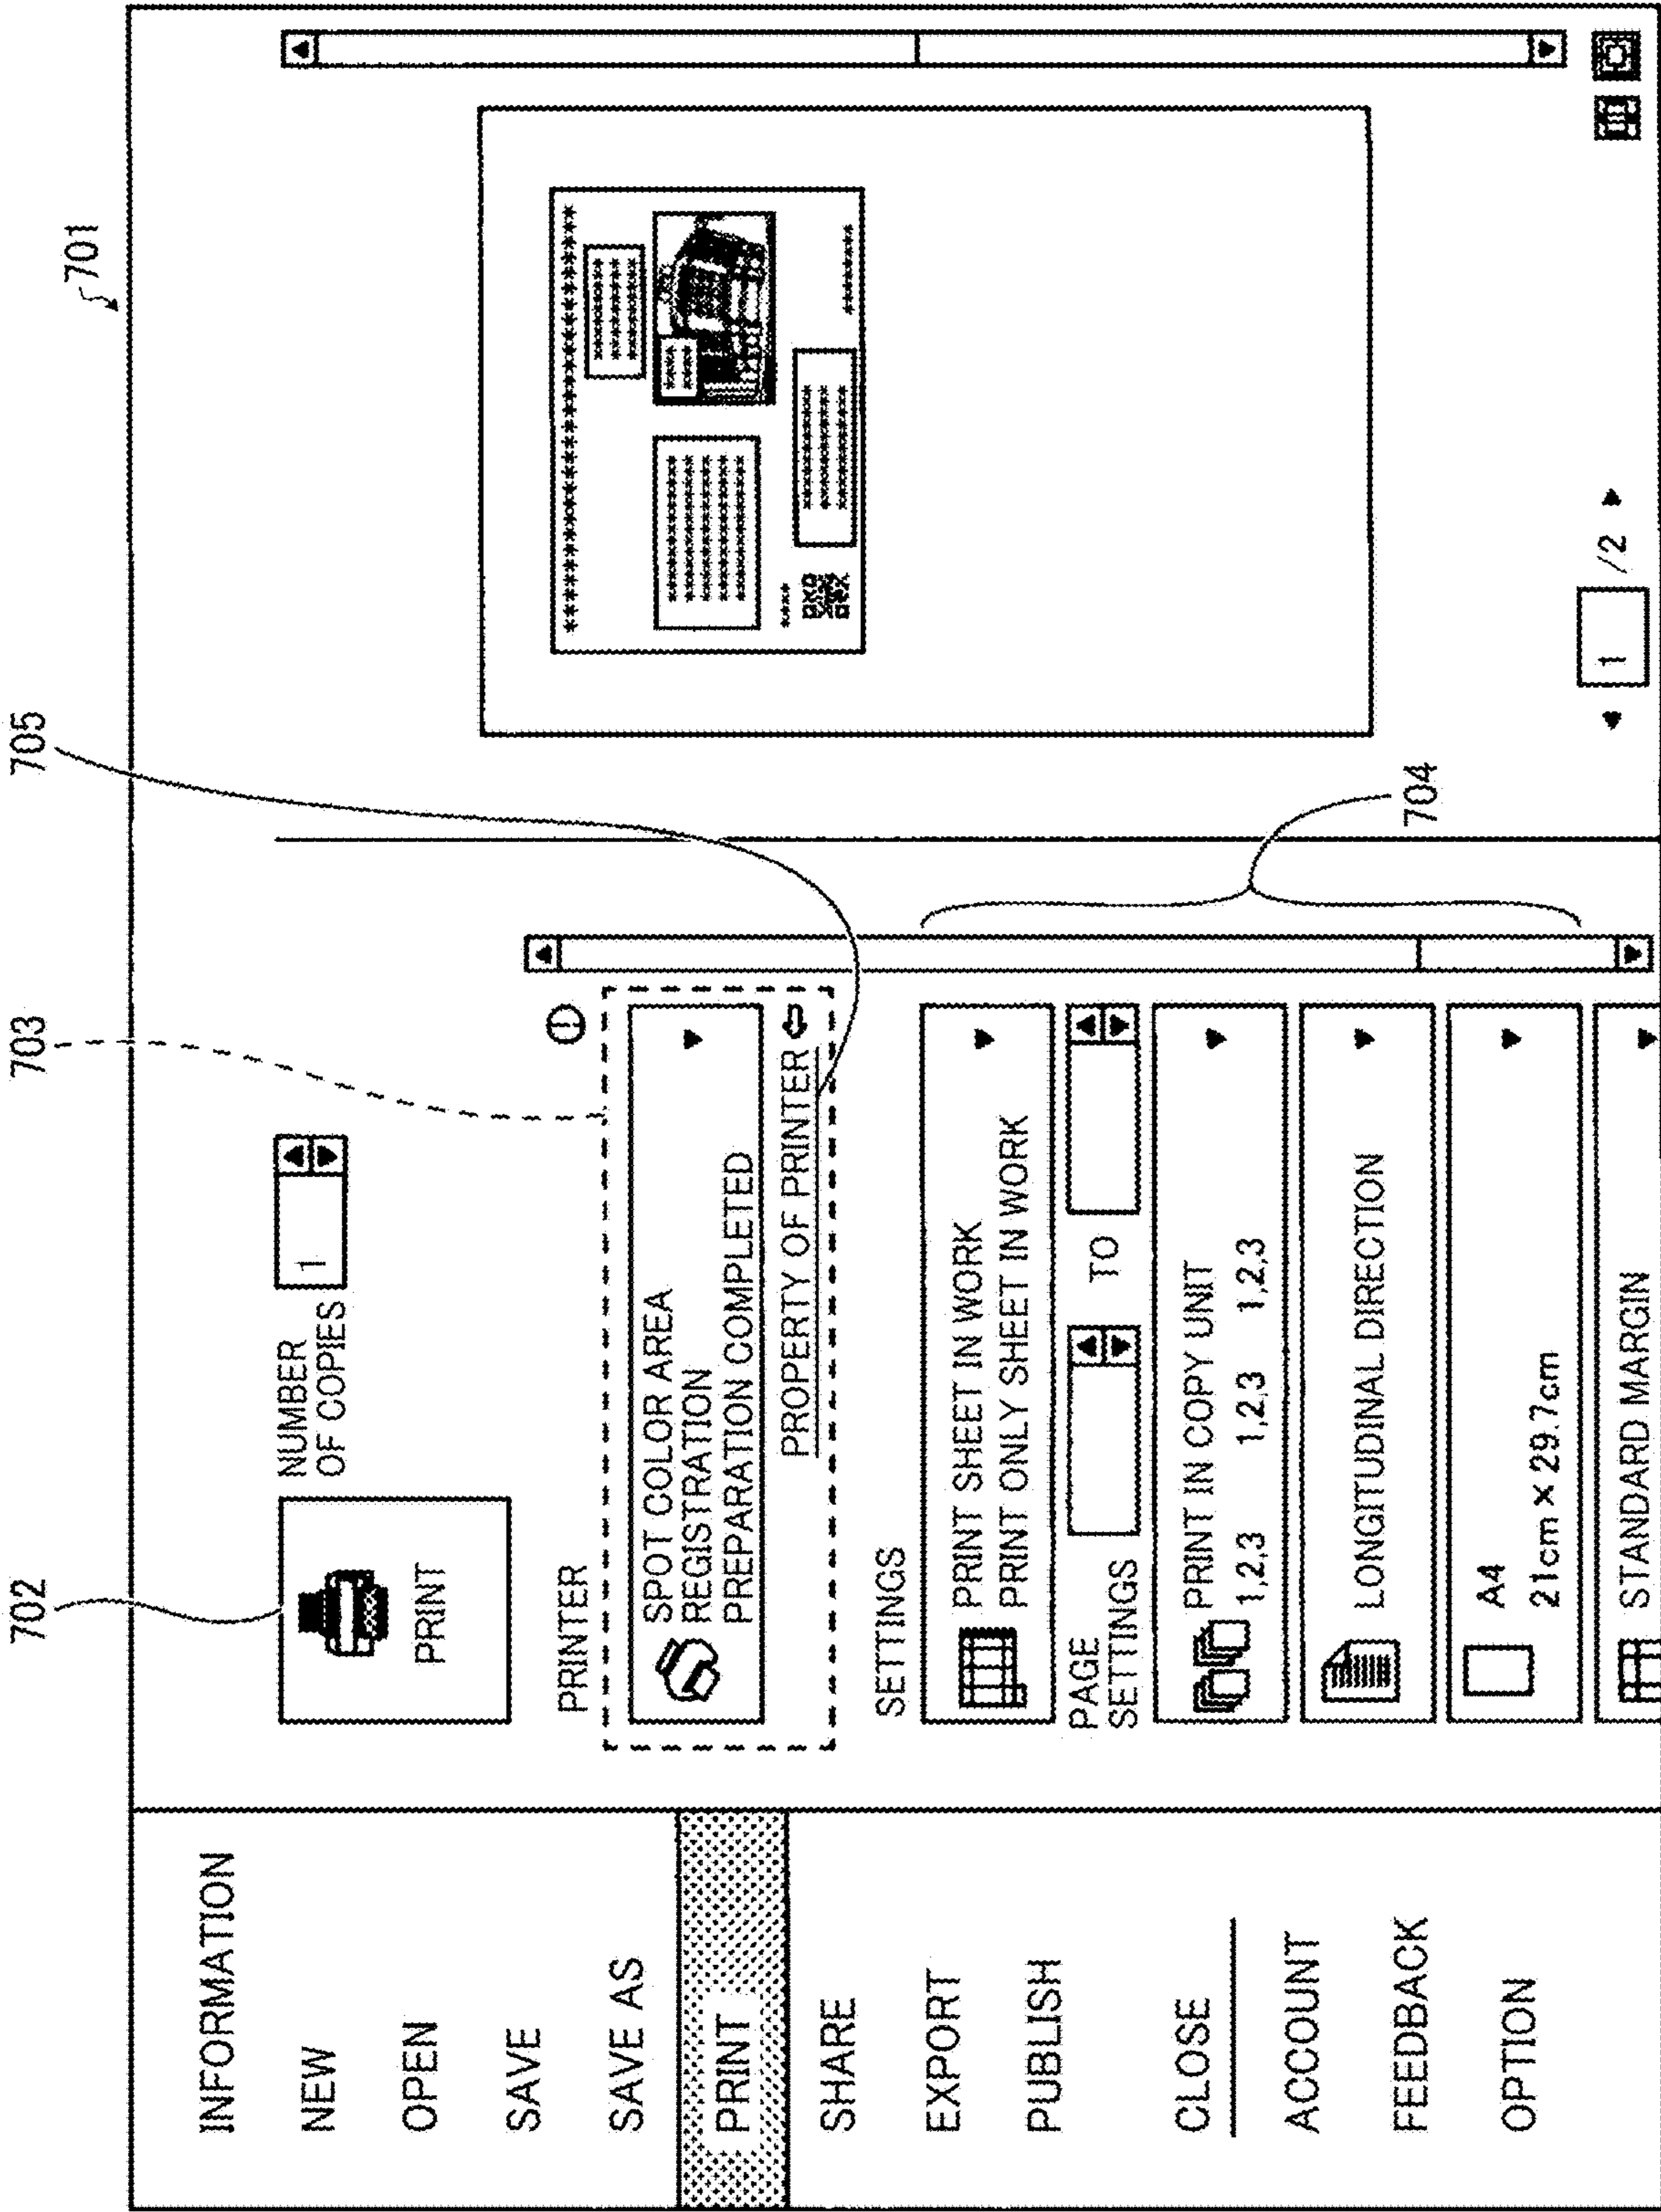 701
702
703
705
INFORMATION
NEW
OPEN
SAVE
SAVE AS
PRINT
SHARE
EXPORT
PUBLISH
CLOSE
ACCOUNT
FEEDBACK
OPTION
PRINT
NUMBER
OF COPIES
1
PRINTER
SPOT COLOR AREA
REGISTRATION
PREPARATION COMPLETED
PROPERTY OF PRINTER
SETTINGS
PRINT SHEET IN WORK
PRINT ONLY SHEET IN WORK
PAGE
SETTINGS
TO
PRINT IN COPY UNIT
1,2,3 1,2,3 1,2,3
LONGITUDINAL DIRECTION
A4
21cm × 29.7cm
STANDARD MARGIN
704
1 /2